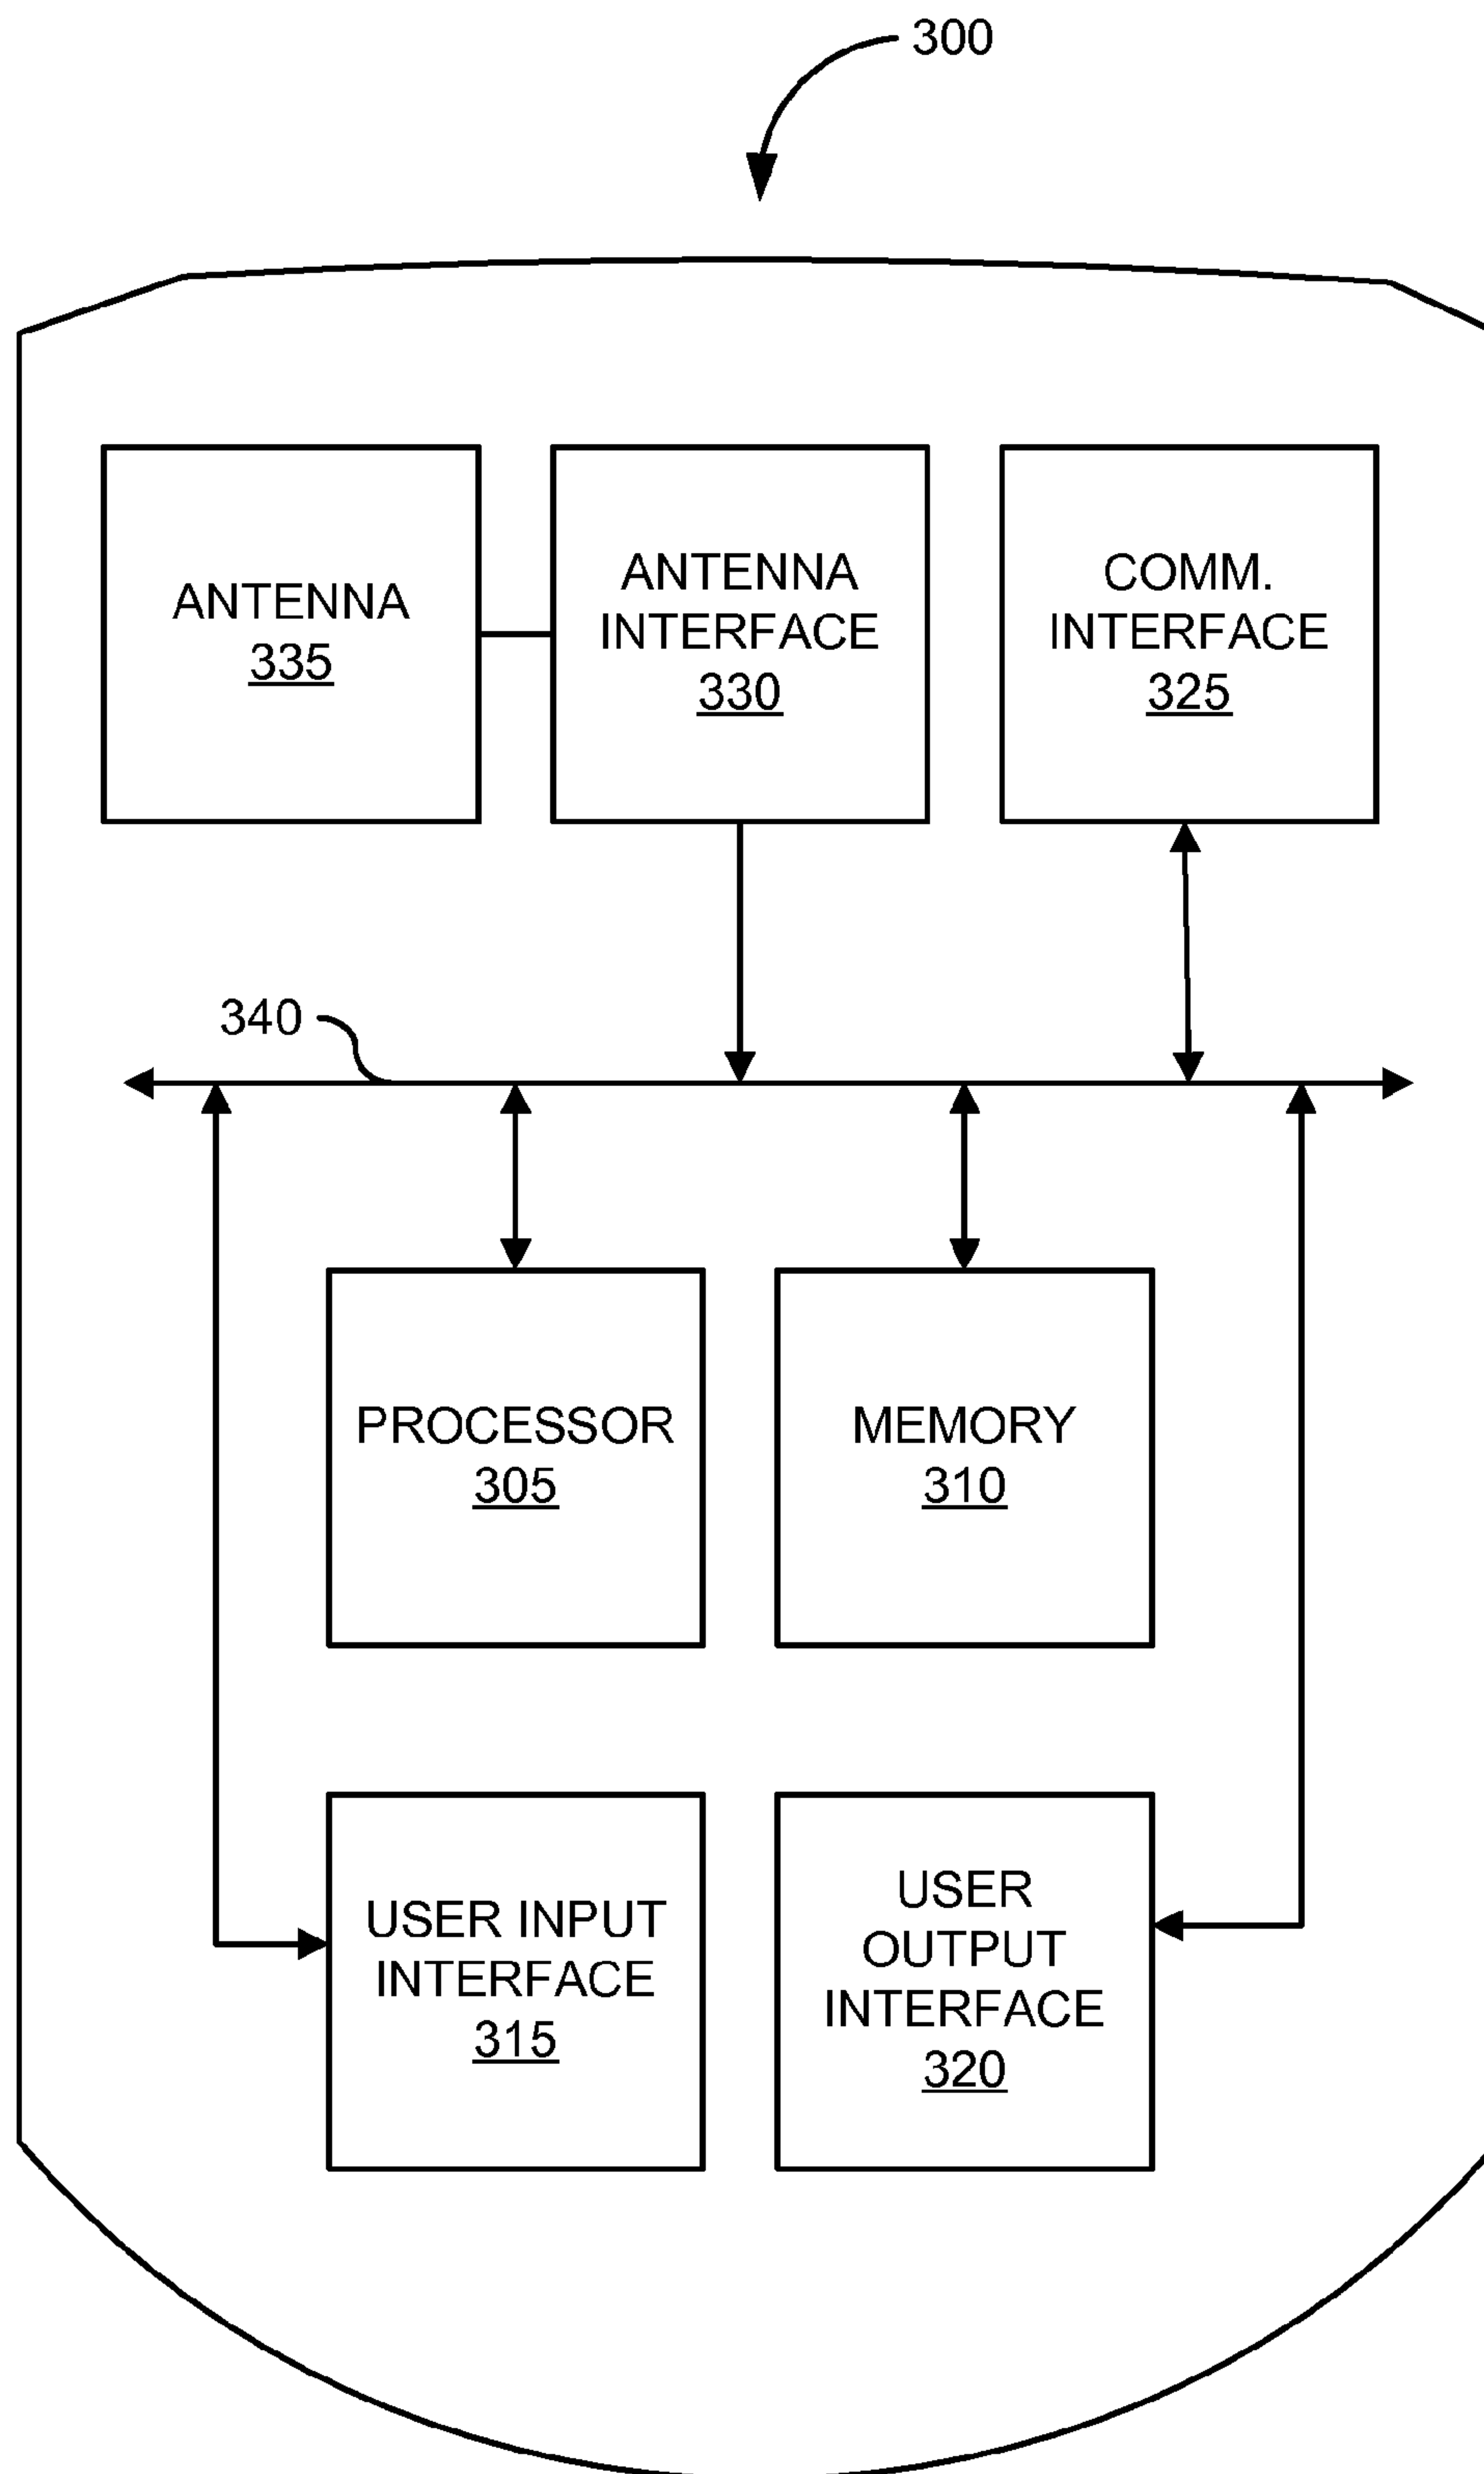 300
ANTENNA
335
ANTENNA
INTERFACE
330
COMM.
INTERFACE
325
340
PROCESSOR
305
MEMORY
310
USER INPUT
INTERFACE
315
USER
OUTPUT
INTERFACE
320